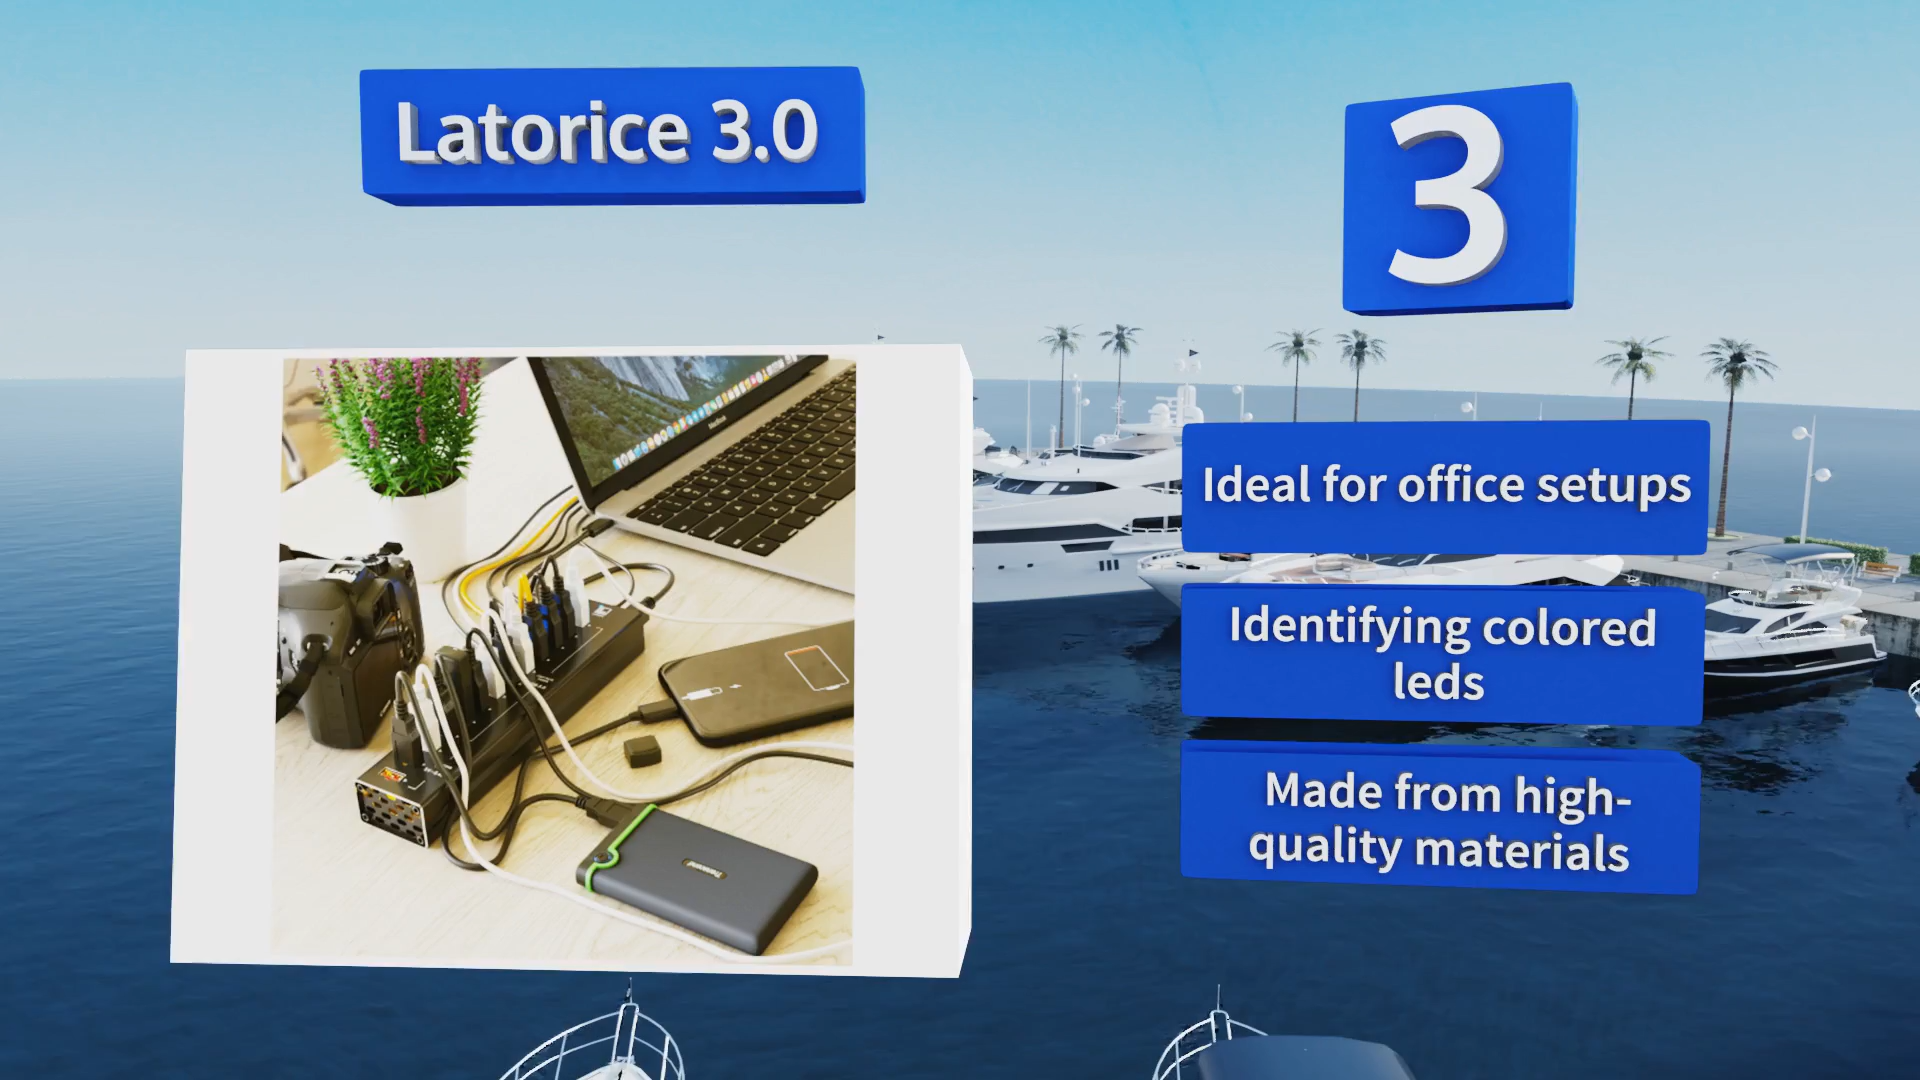 Latorice 3.0
3
Ideal for office setups
Identifying colored
leds
Made from high-
quality materials